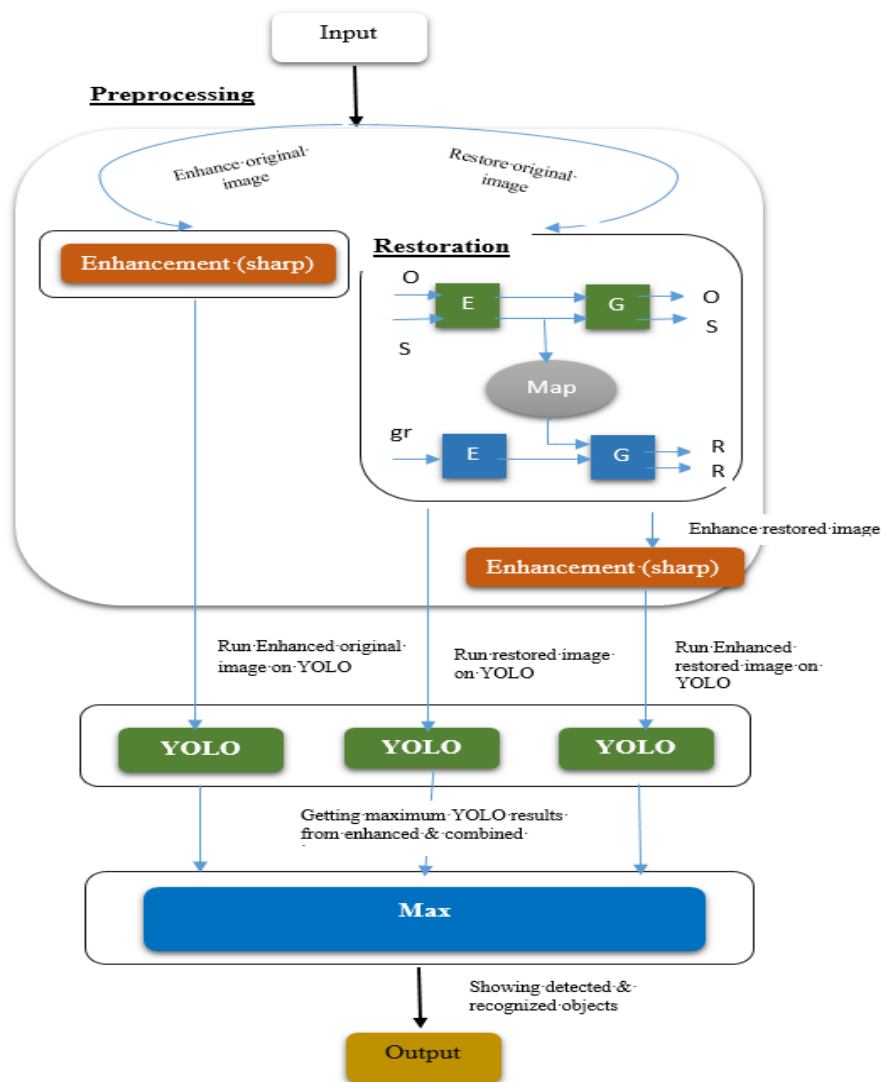 Input
Preprocessing
Enhance original
image
Restore original
image
Enhancement (sharp)
Restoration
O
E
G
O
S
S
Map
gr
E
G
R
R
Enhance restored image
Enhancement (sharp)
Run Enhanced original
image on YOLO
Run restored image
on YOLO
Run Enhanced
restored image on
YOLO
YOLO
YOLO
YOLO
Getting maximum YOLO results
from enhanced & combined
Max
Showing detected &
recognized objects
Output